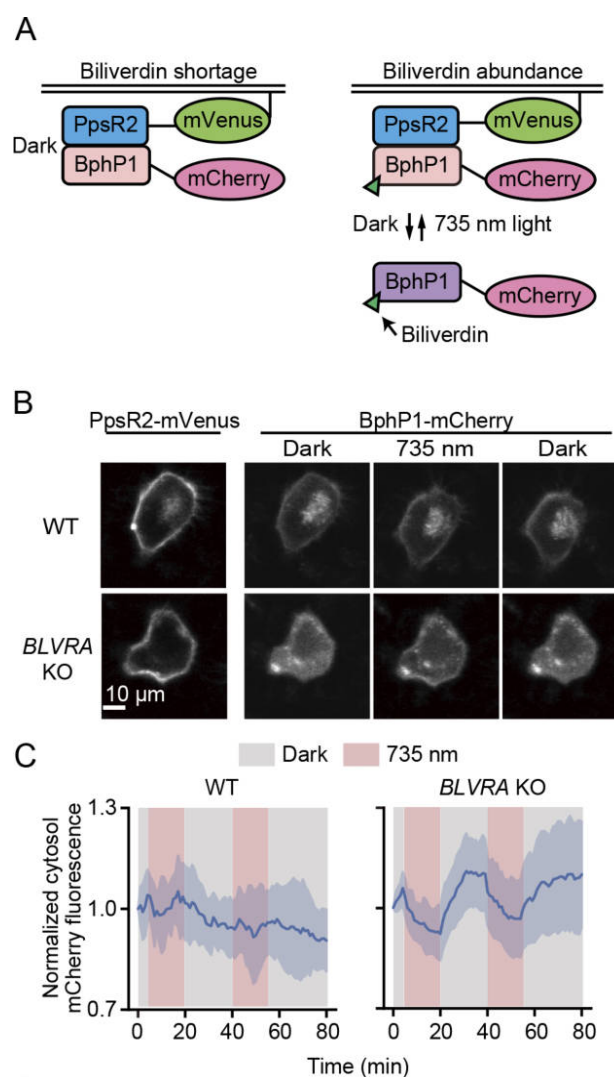 A
Biliverdin shortage
Biliverdin abundance
Dark
PpsR2
mVenus
BphP1
mCherry
PpsR2
mVenus
BphP1
mCherry
Dark
735 nm light
BphP1
mCherry
Biliverdin
B
PpsR2-mVenus
BphP1-mCherry
Dark
735 nm
Dark
WT
BLVRA
KO
10 µm
C
Dark
735 nm
WT
BLVRA KO
Normalized cytosol
mCherry fluorescence
1.3
1.0
0.7
0 20 40 60 80
0 20 40 60 80
Time (min)